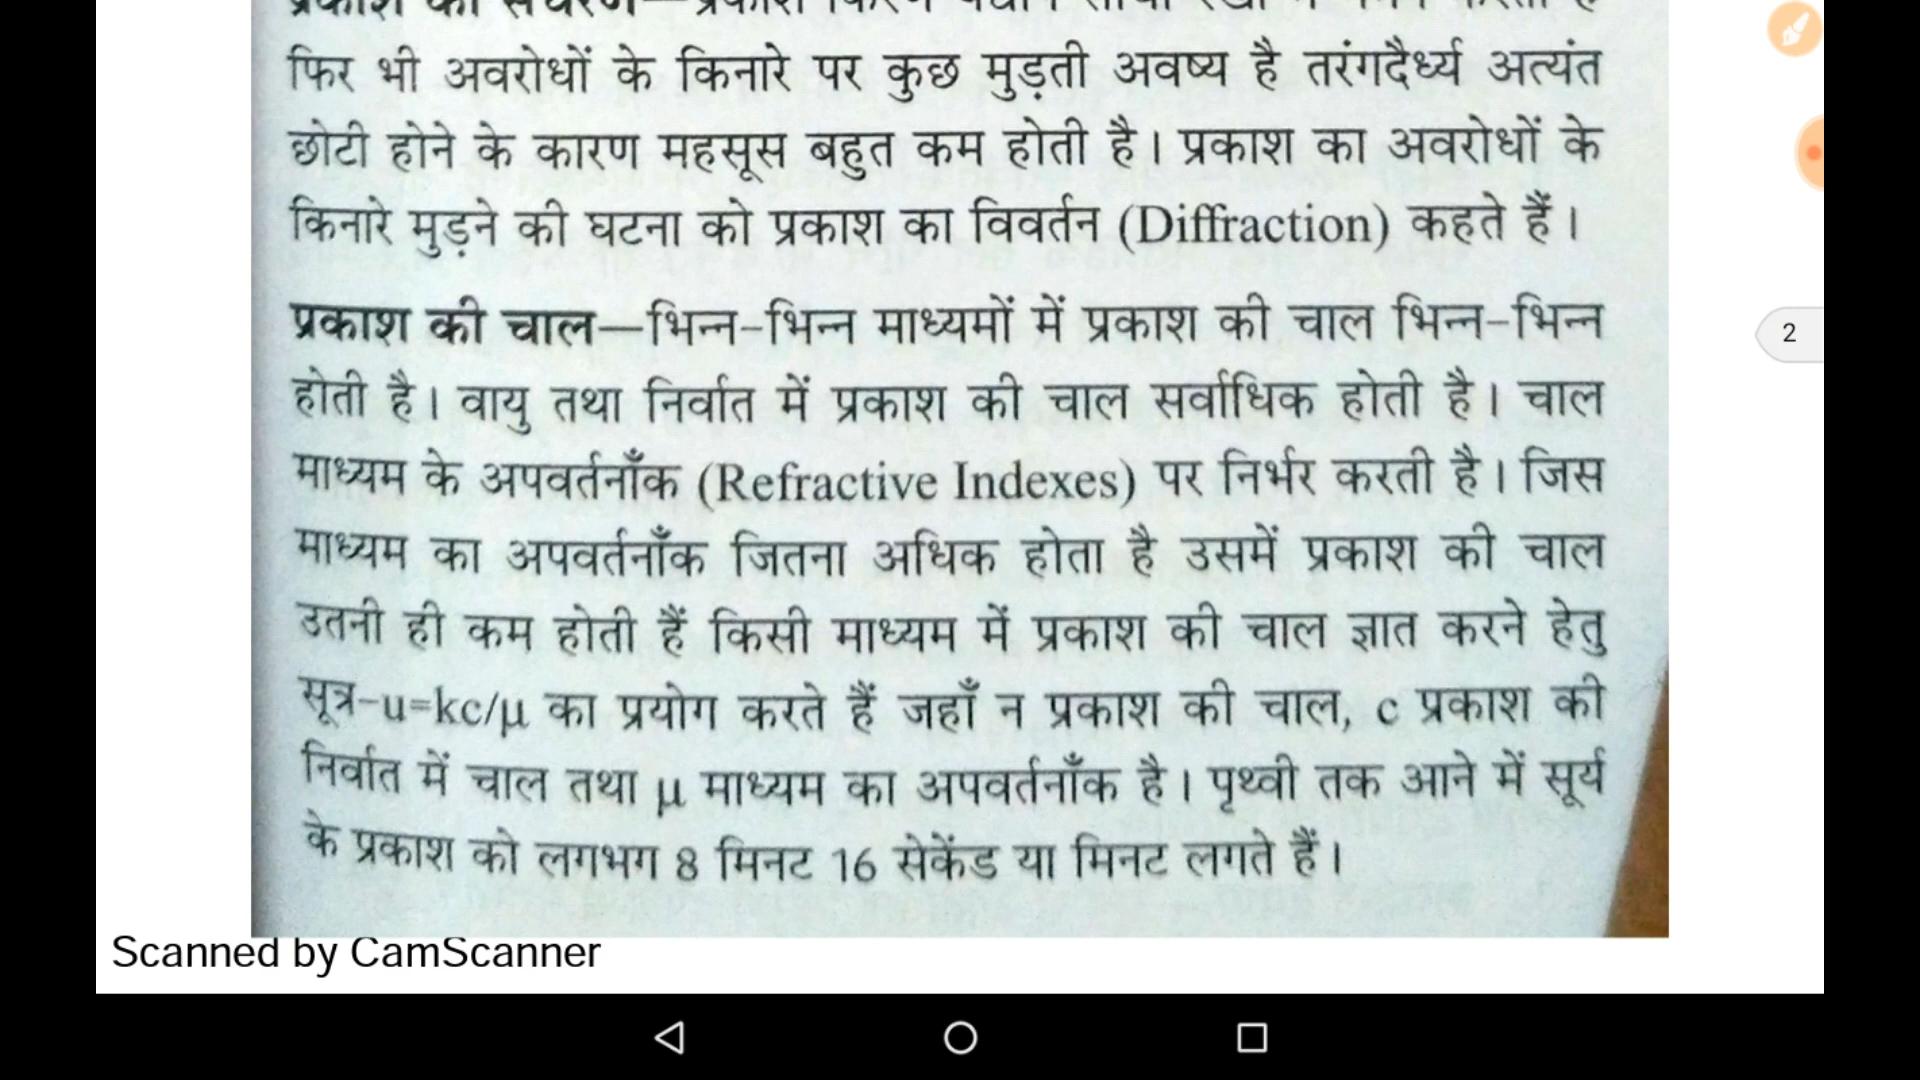 फिर भी अवरोधों के किनारे पर कुछ मुड़ती अवष्य है तरंगदैर्ध्य अत्यंत
छोटी होने के कारण महसूस बहुत कम होती है। प्रकाश का अवरोधों के
किनारे मुड़ने की घटना को प्रकाश का विवर्तन (Diffraction) कहते हैं।
प्रकाश की चाल—भिन्न-भिन्न माध्यमों में प्रकाश की चाल भिन्न-भिन्न
होती है। वायु तथा निर्वात में प्रकाश की चाल सर्वाधिक होती है। चाल
माध्यम के अपवर्तनाँक (Refractive Indexes) पर निर्भर करती है। जिस
माध्यम का अपवर्तनाँक जितना अधिक होता है उसमें प्रकाश की चाल
उतनी ही कम होती हैं किसी माध्यम में प्रकाश की चाल ज्ञात करने हेतु
सूत्र-u=kc/μ का प्रयोग करते हैं जहाँ न प्रकाश की चाल, c प्रकाश की
निर्वात में चाल तथा μ माध्यम का अपवर्तनाँक है। पृथ्वी तक आने में सूर्य
के प्रकाश को लगभग 8 मिनट 16 सेकेंड या मिनट लगते हैं।
2
Scanned by CamScanner